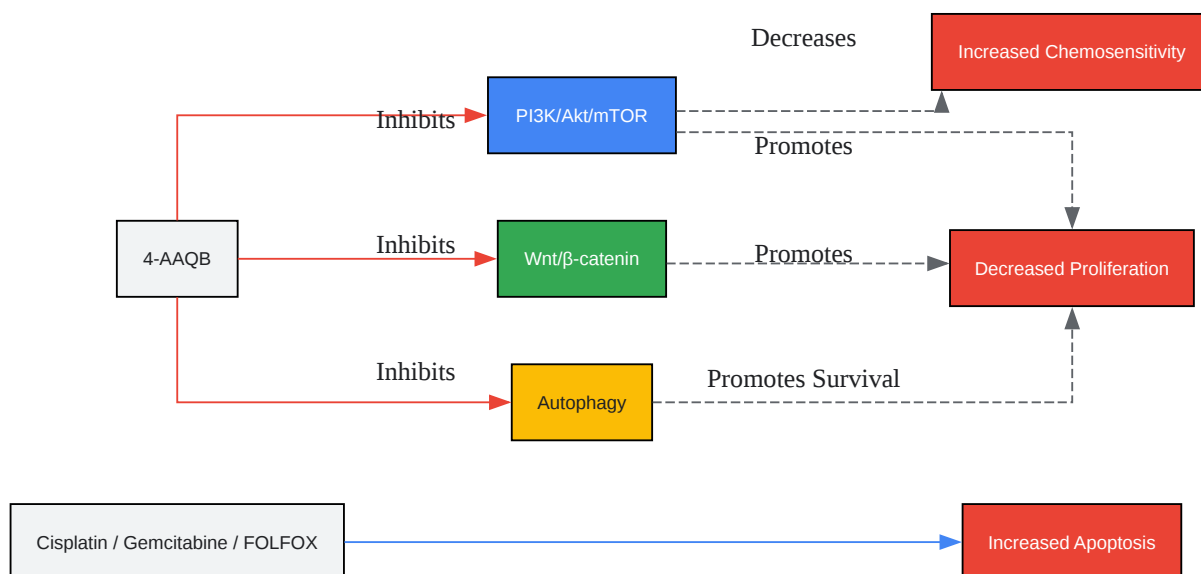 Decreases
Increased Chemosensitivity
Inhibits
PI3K/Akt/mTOR
Promotes
4-AAQB
Inhibits
Wnt/β-catenin
Promotes
Decreased Proliferation
Inhibits
Autophagy
Promotes Survival
Cisplatin / Gemcitabine / FOLFOX
Increased Apoptosis